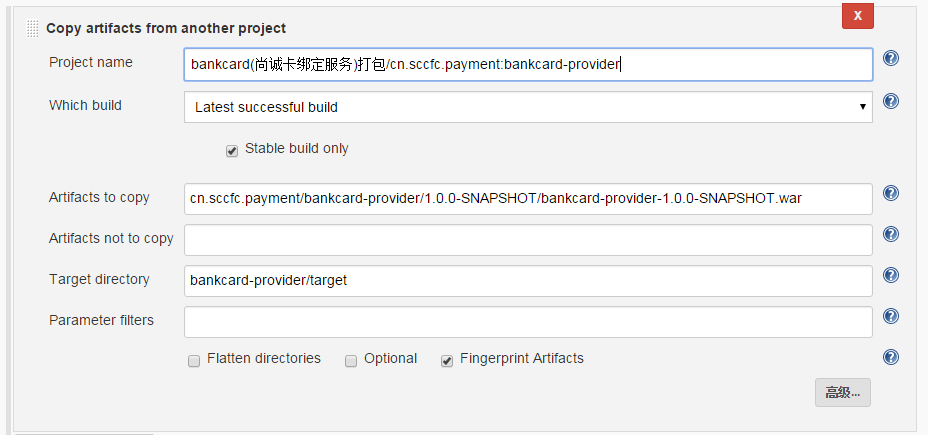 X
Copy artifacts from another project
Project name
bankcard(尚诚卡绑定服务)打包/cn.sccfc.payment:bankcard-provider
Which build
Latest successful build
Stable build only
Artifacts to copy
cn.sccfc.payment/bankcard-provider/1.0.0-SNAPSHOT/bankcard-provider-1.0.0-SNAPSHOT.war
Artifacts not to copy
Target directory
bankcard-provider/target
Parameter filters
Flatten directories Optional Fingerprint Artifacts
高级...